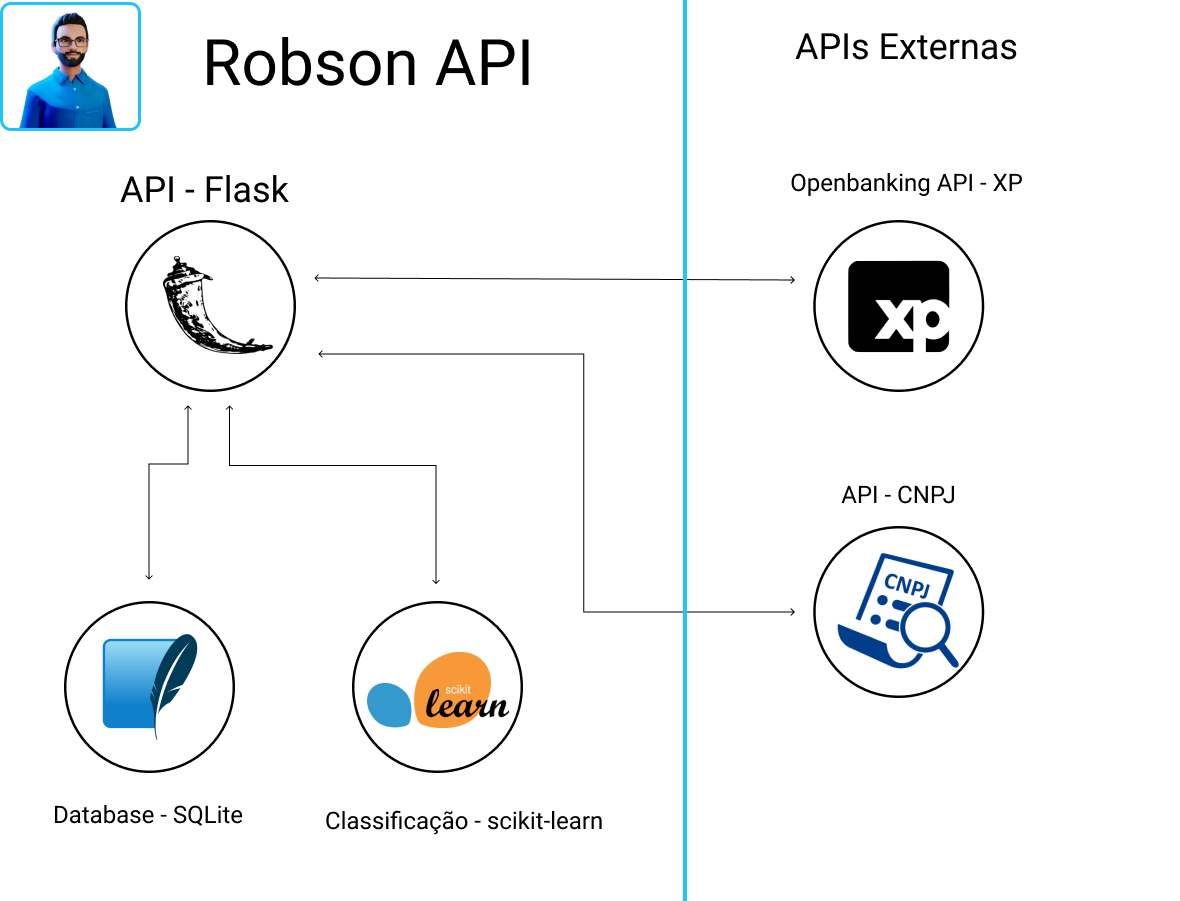 Robson API
APIs Externas
API - Flask
Openbanking API - XP
xp
API - CNPJ
CNPJ
scikit
learn
Database - SQLite
Classificação - scikit-learn